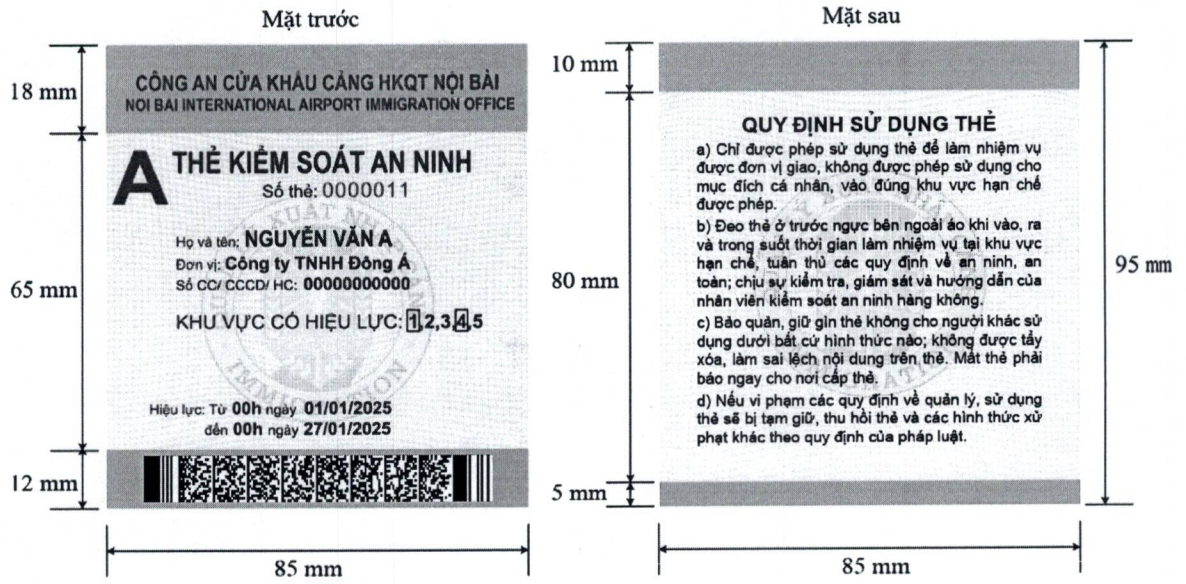 Mặt trước
18 mm
CÔNG AN CỬA KHẨU CẢNG HKQT NỘI BÀI
NOI BAI INTERNATIONAL AIRPORT IMMIGRATION OFFICE
65 mm
A
THẺ KIỂM SOÁT AN NINH
Số thẻ: 0000011
Họ và tên: NGUYỄN VĂN A
Đơn vị: Công ty TNHH Đông Á
Số CC/ CCCD/ HC: 00000000000
KHU VỰC CÓ HIỆU LỰC: 1,2,3,4,5
IMMIGRATION
Hiệu lực: Từ 00h ngày 01/01/2025
đến 00h ngày 27/01/2025
12 mm
85 mm
Mặt sau
10 mm
80 mm
QUY ĐỊNH SỬ DỤNG THẺ
a) Chỉ được phép sử dụng thẻ để làm nhiệm vụ
được đơn vị giao, không được phép sử dụng cho
mục đích cá nhân, vào đúng khu vực hạn chế
được phép.
b) Đeo thẻ ở trước ngực bên ngoài áo khi vào, ra
và trong suốt thời gian làm nhiệm vụ tại khu vực
hạn chế, tuân thủ các quy định về an ninh, an
toàn; chịu sự kiểm tra, giám sát và hướng dẫn của
nhân viên kiểm soát an ninh hàng không.
c) Bảo quản, giữ gìn thẻ không cho người khác sử
dụng dưới bất cứ hình thức nào; không được tẩy
xóa, làm sai lệch nội dung trên thẻ. Mất thẻ phải
báo ngay cho nơi cấp thẻ.
d) Nếu vi phạm các quy định về quản lý, sử dụng
thẻ sẽ bị tạm giữ, thu hồi thẻ và các hình thức xử
phạt khác theo quy định của pháp luật.
5 mm
95 mm
85 mm